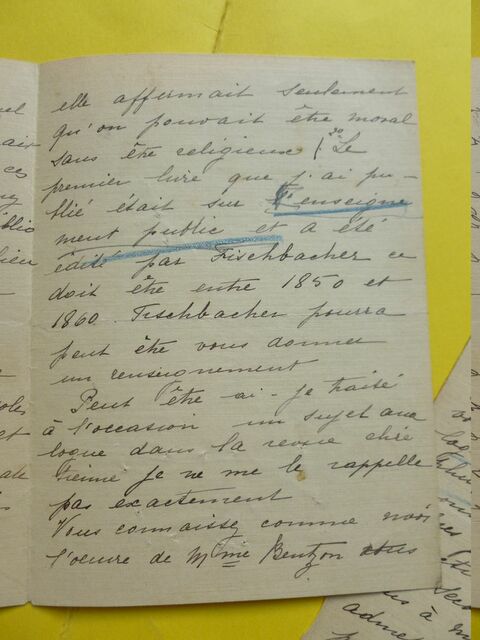 elle affirmait seulement
qu'on pouvait être moral
sans être religieux / 2o Le
premier livre que j'ai pu-
blié était sur L'enseigne
ment public et a été
édité par Fischbacher ce
doit être entre 1850 et
1860. Fischbacher pourra
peut être vous donner
un renseignement
Peut être ai-je traité
à l'occasion un sujet ana
logue dans la revue chré
tienne je ne me le rappelle
pas exactement
Vous connaissez comme moi
l'oeuvre de Mme Bentzon